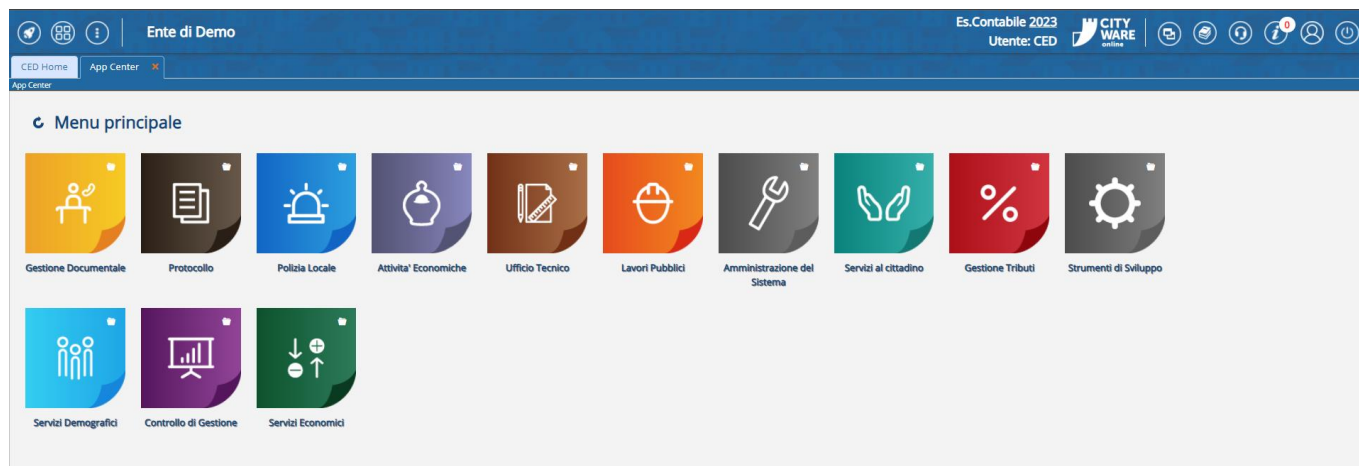 Ente di Demo
Es.Contabile 2023
Utente: CED
CITY
WARE
online
0
CED Home
App Center
App Center
Menu principale
Gestione Documentale
Protocollo
Polizia Locale
Attivita' Economiche
Ufficio Tecnico
Lavori Pubblici
Amministrazione del
Sistema
Servizi al cittadino
Gestione Tributi
Strumenti di Sviluppo
Servizi Demografici
Controllo di Gestione
Servizi Economici